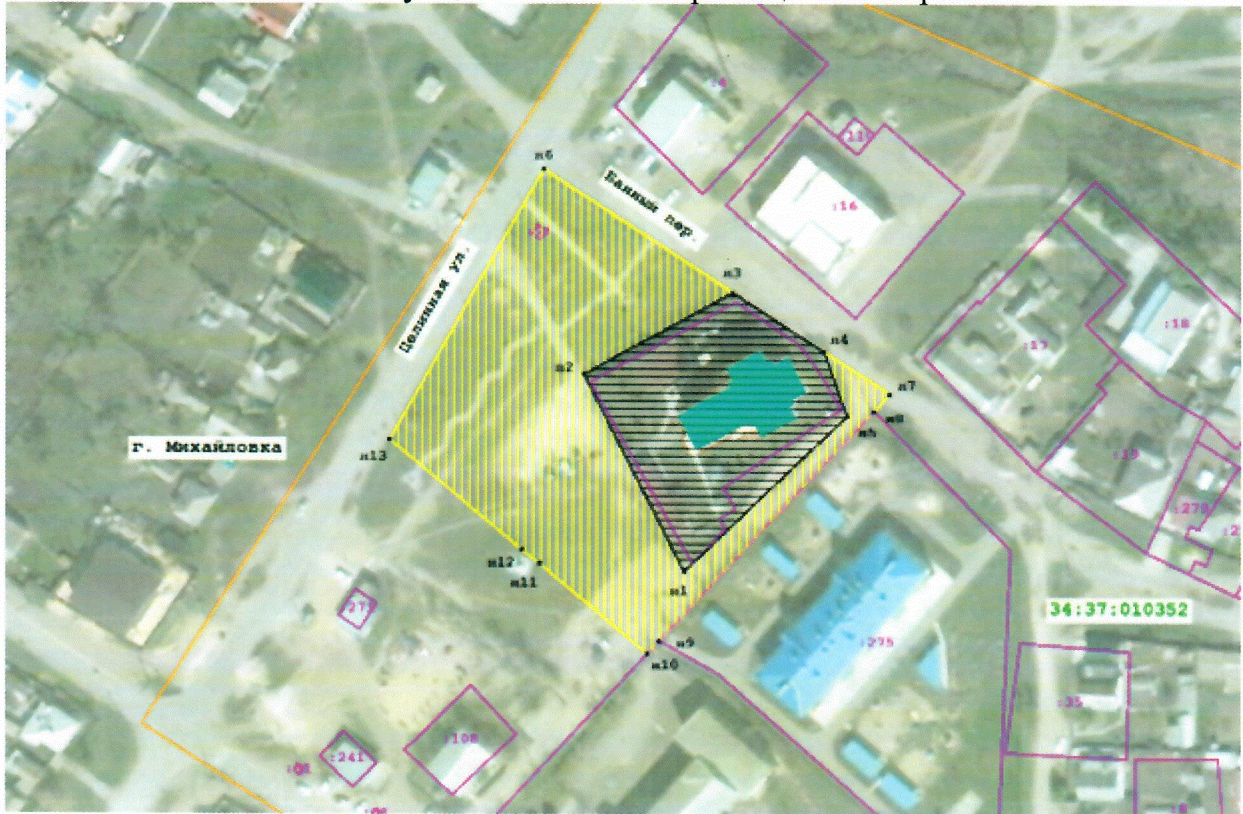 н6
Банный пер.
:16
Целинная ул.
н3
:18
:17
н4
н2
н7
н8
н5
г. Михайловка
н13
:19
:279
н12
н11
н1
34:37:010352
:275
н9
н10
:35
:108
:241